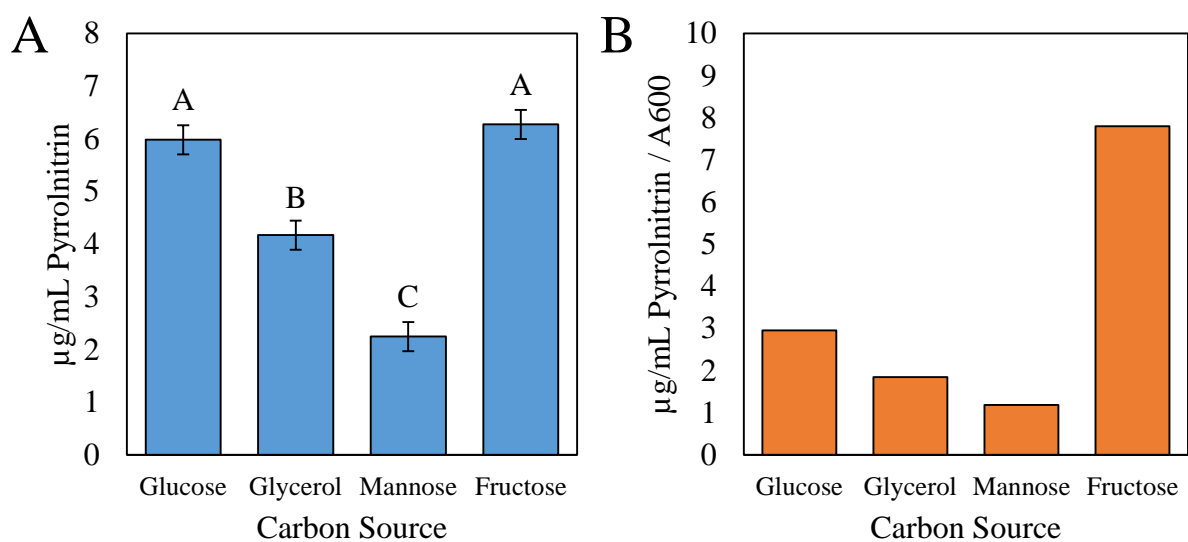 A
µg/mL Pyrrolnitrin
8
7
6
5
4
3
2
1
0
A
B
C
A
Glucose Glycerol Mannose Fructose
Carbon Source
B
µg/mL Pyrrolnitrin / A600
10
9
8
7
6
5
4
3
2
1
0
Glucose Glycerol Mannose Fructose
Carbon Source